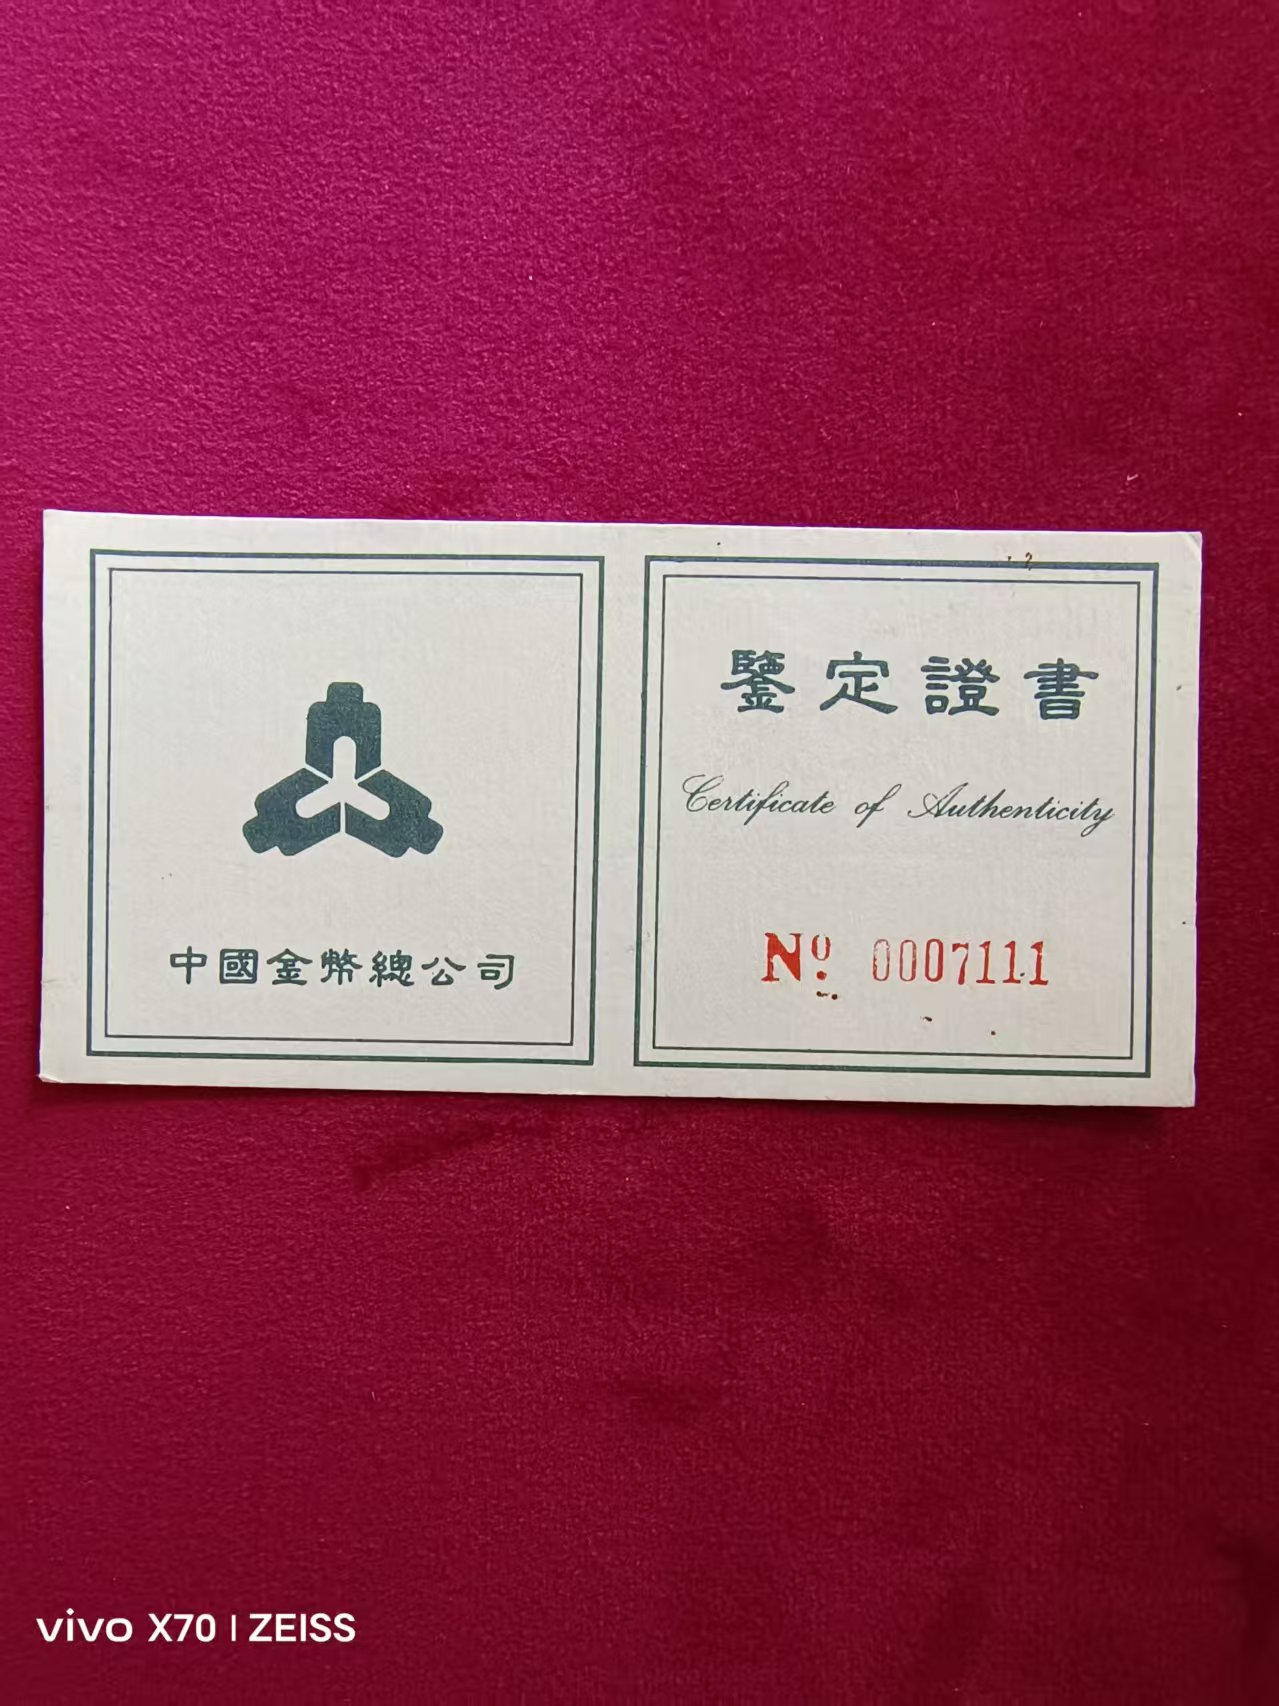 中國金幣總公司
鑒定證書
Certificate of Authenticity
Nº 0007111
vivo X70 | ZEISS